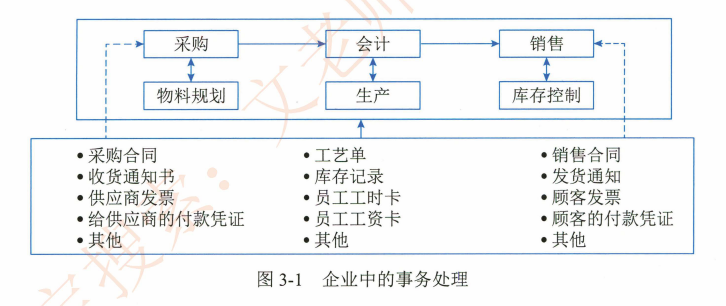 采购 会计 销售
物料规划 生产 库存控制
• 采购合同
• 收货通知书
• 供应商发票
• 给供应商的付款凭证
• 其他
• 工艺单
• 库存记录
• 员工工时卡
• 员工工资卡
• 其他
• 销售合同
• 发货通知
• 顾客发票
• 顾客的付款凭证
• 其他
图 3-1 企业中的事务处理